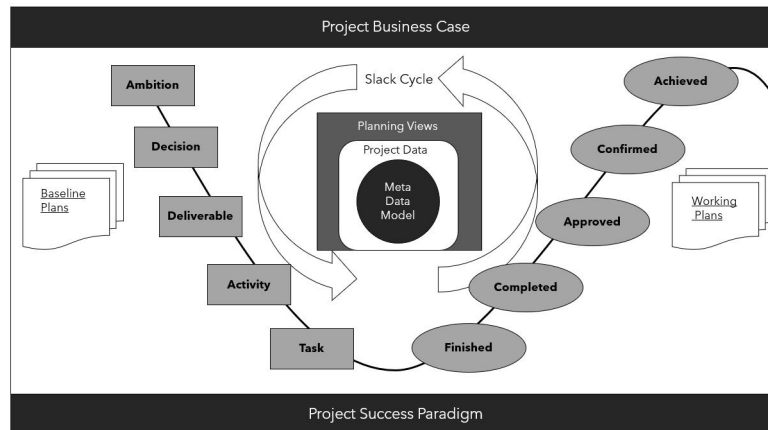 Project Business Case
Slack Cycle
Achieved
Ambition
Planning Views
Decision
Project Data
Confirmed
Baseline
Plans
Meta
Data
Model
Working
Plans
Deliverable
Approved
Activity
Completed
Task
Finished
Project Success Paradigm